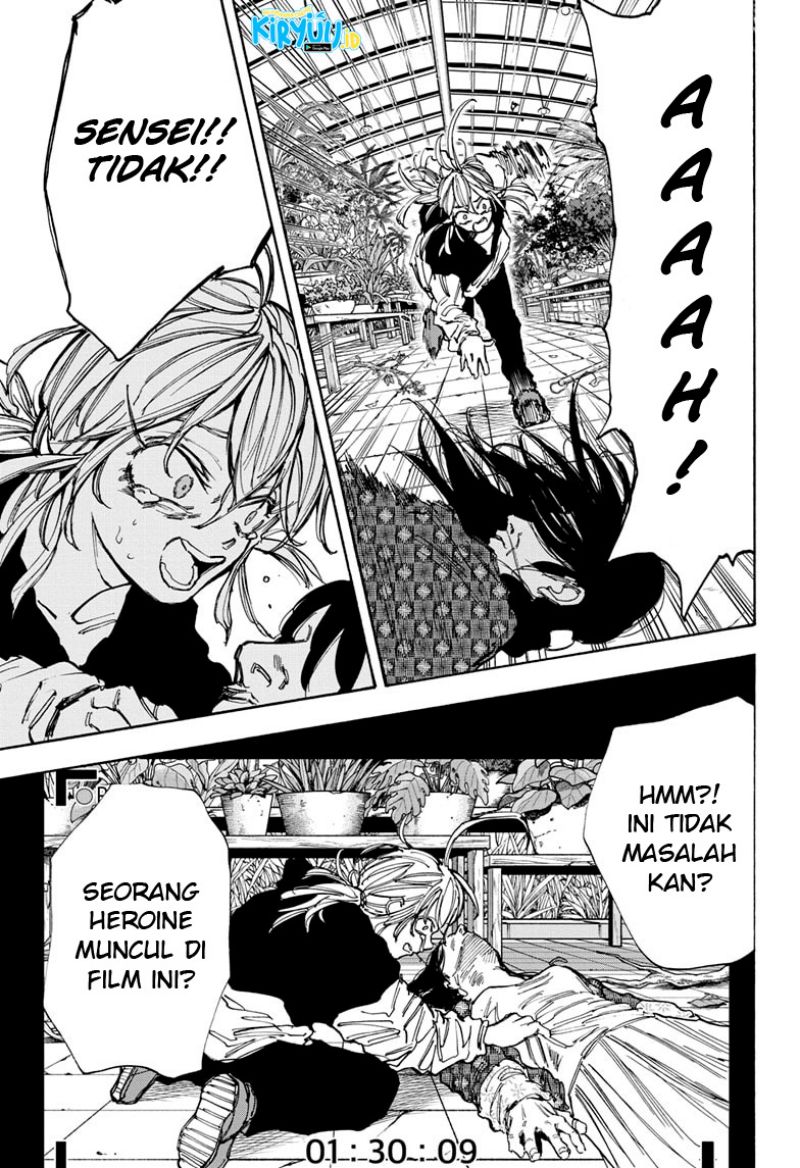 KIRYUU.ID
A
A
A
A
A
H!
SENSEI!!
TIDAK!!
HMM?!
INI TIDAK
MASALAH
KAN?
SEORANG
HEROINE
MUNCUL DI
FILM INI?
01:30:09